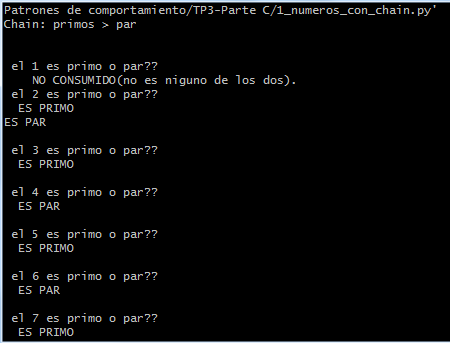 Patrones de comportamiento/TP3-Parte C/1_numeros_con_chain.py'
Chain: primos > par
el 1 es primo o par??
NO CONSUMIDO(no es niguno de los dos).
el 2 es primo o par??
ES PRIMO
ES PAR
el 3 es primo o par??
ES PRIMO
el 4 es primo o par??
ES PAR
el 5 es primo o par??
ES PRIMO
el 6 es primo o par??
ES PAR
el 7 es primo o par??
ES PRIMO